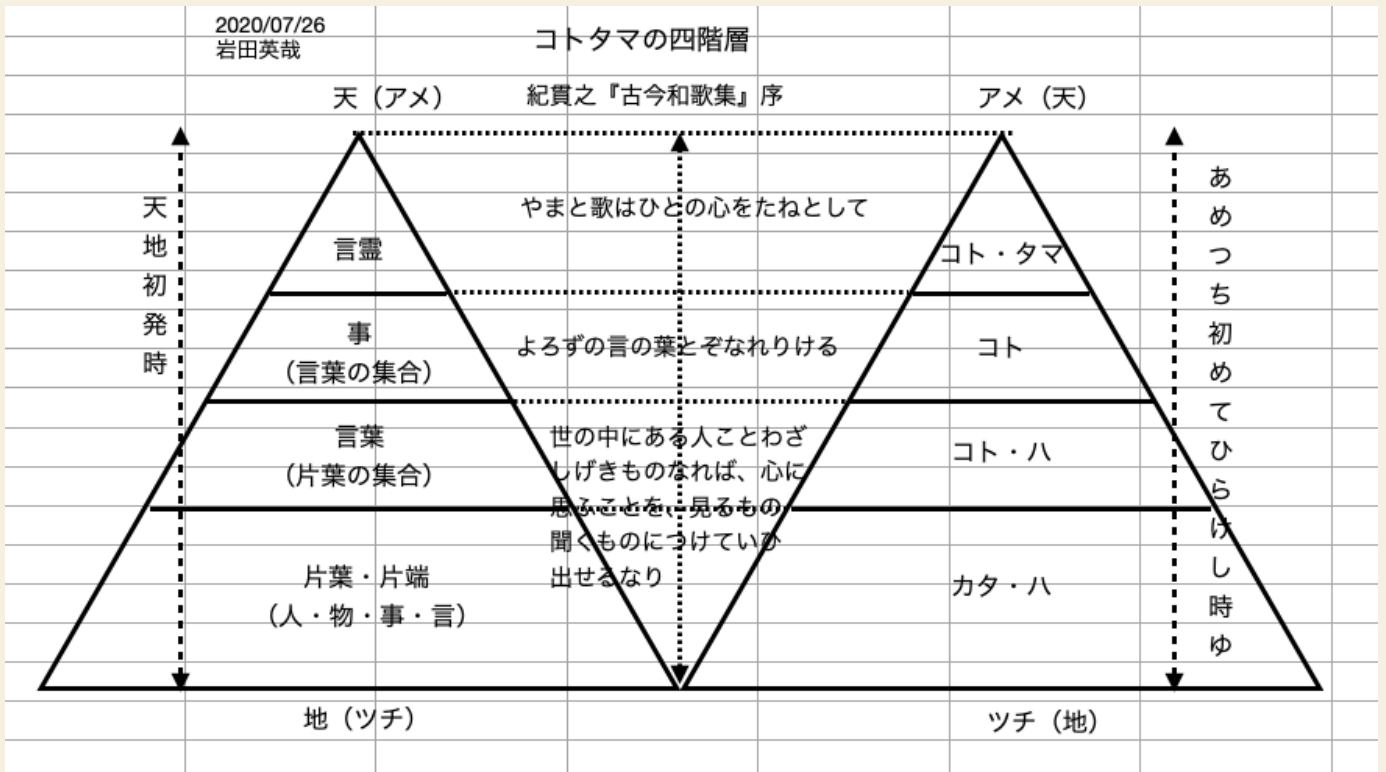 2020/07/26
岩田英哉
コトタマの四階層
天（アメ）
紀貫之『古今和歌集』序
アメ（天）
天地初発時
言霊
事
（言葉の集合）
言葉
（片葉の集合）
片葉・片端
（人・物・事・言）
地（ツチ）
やまと歌はひとの心をたねとして
よろずの言の葉とぞなれりける
世の中にある人ことわざ
しげきものなれば、心に
思ふことを、見るもの
聞くものにつけていひ
出せるなり
コト・タマ
コト
コト・ハ
カタ・ハ
ツチ（地）
あめつち初めてひらけし時ゆ